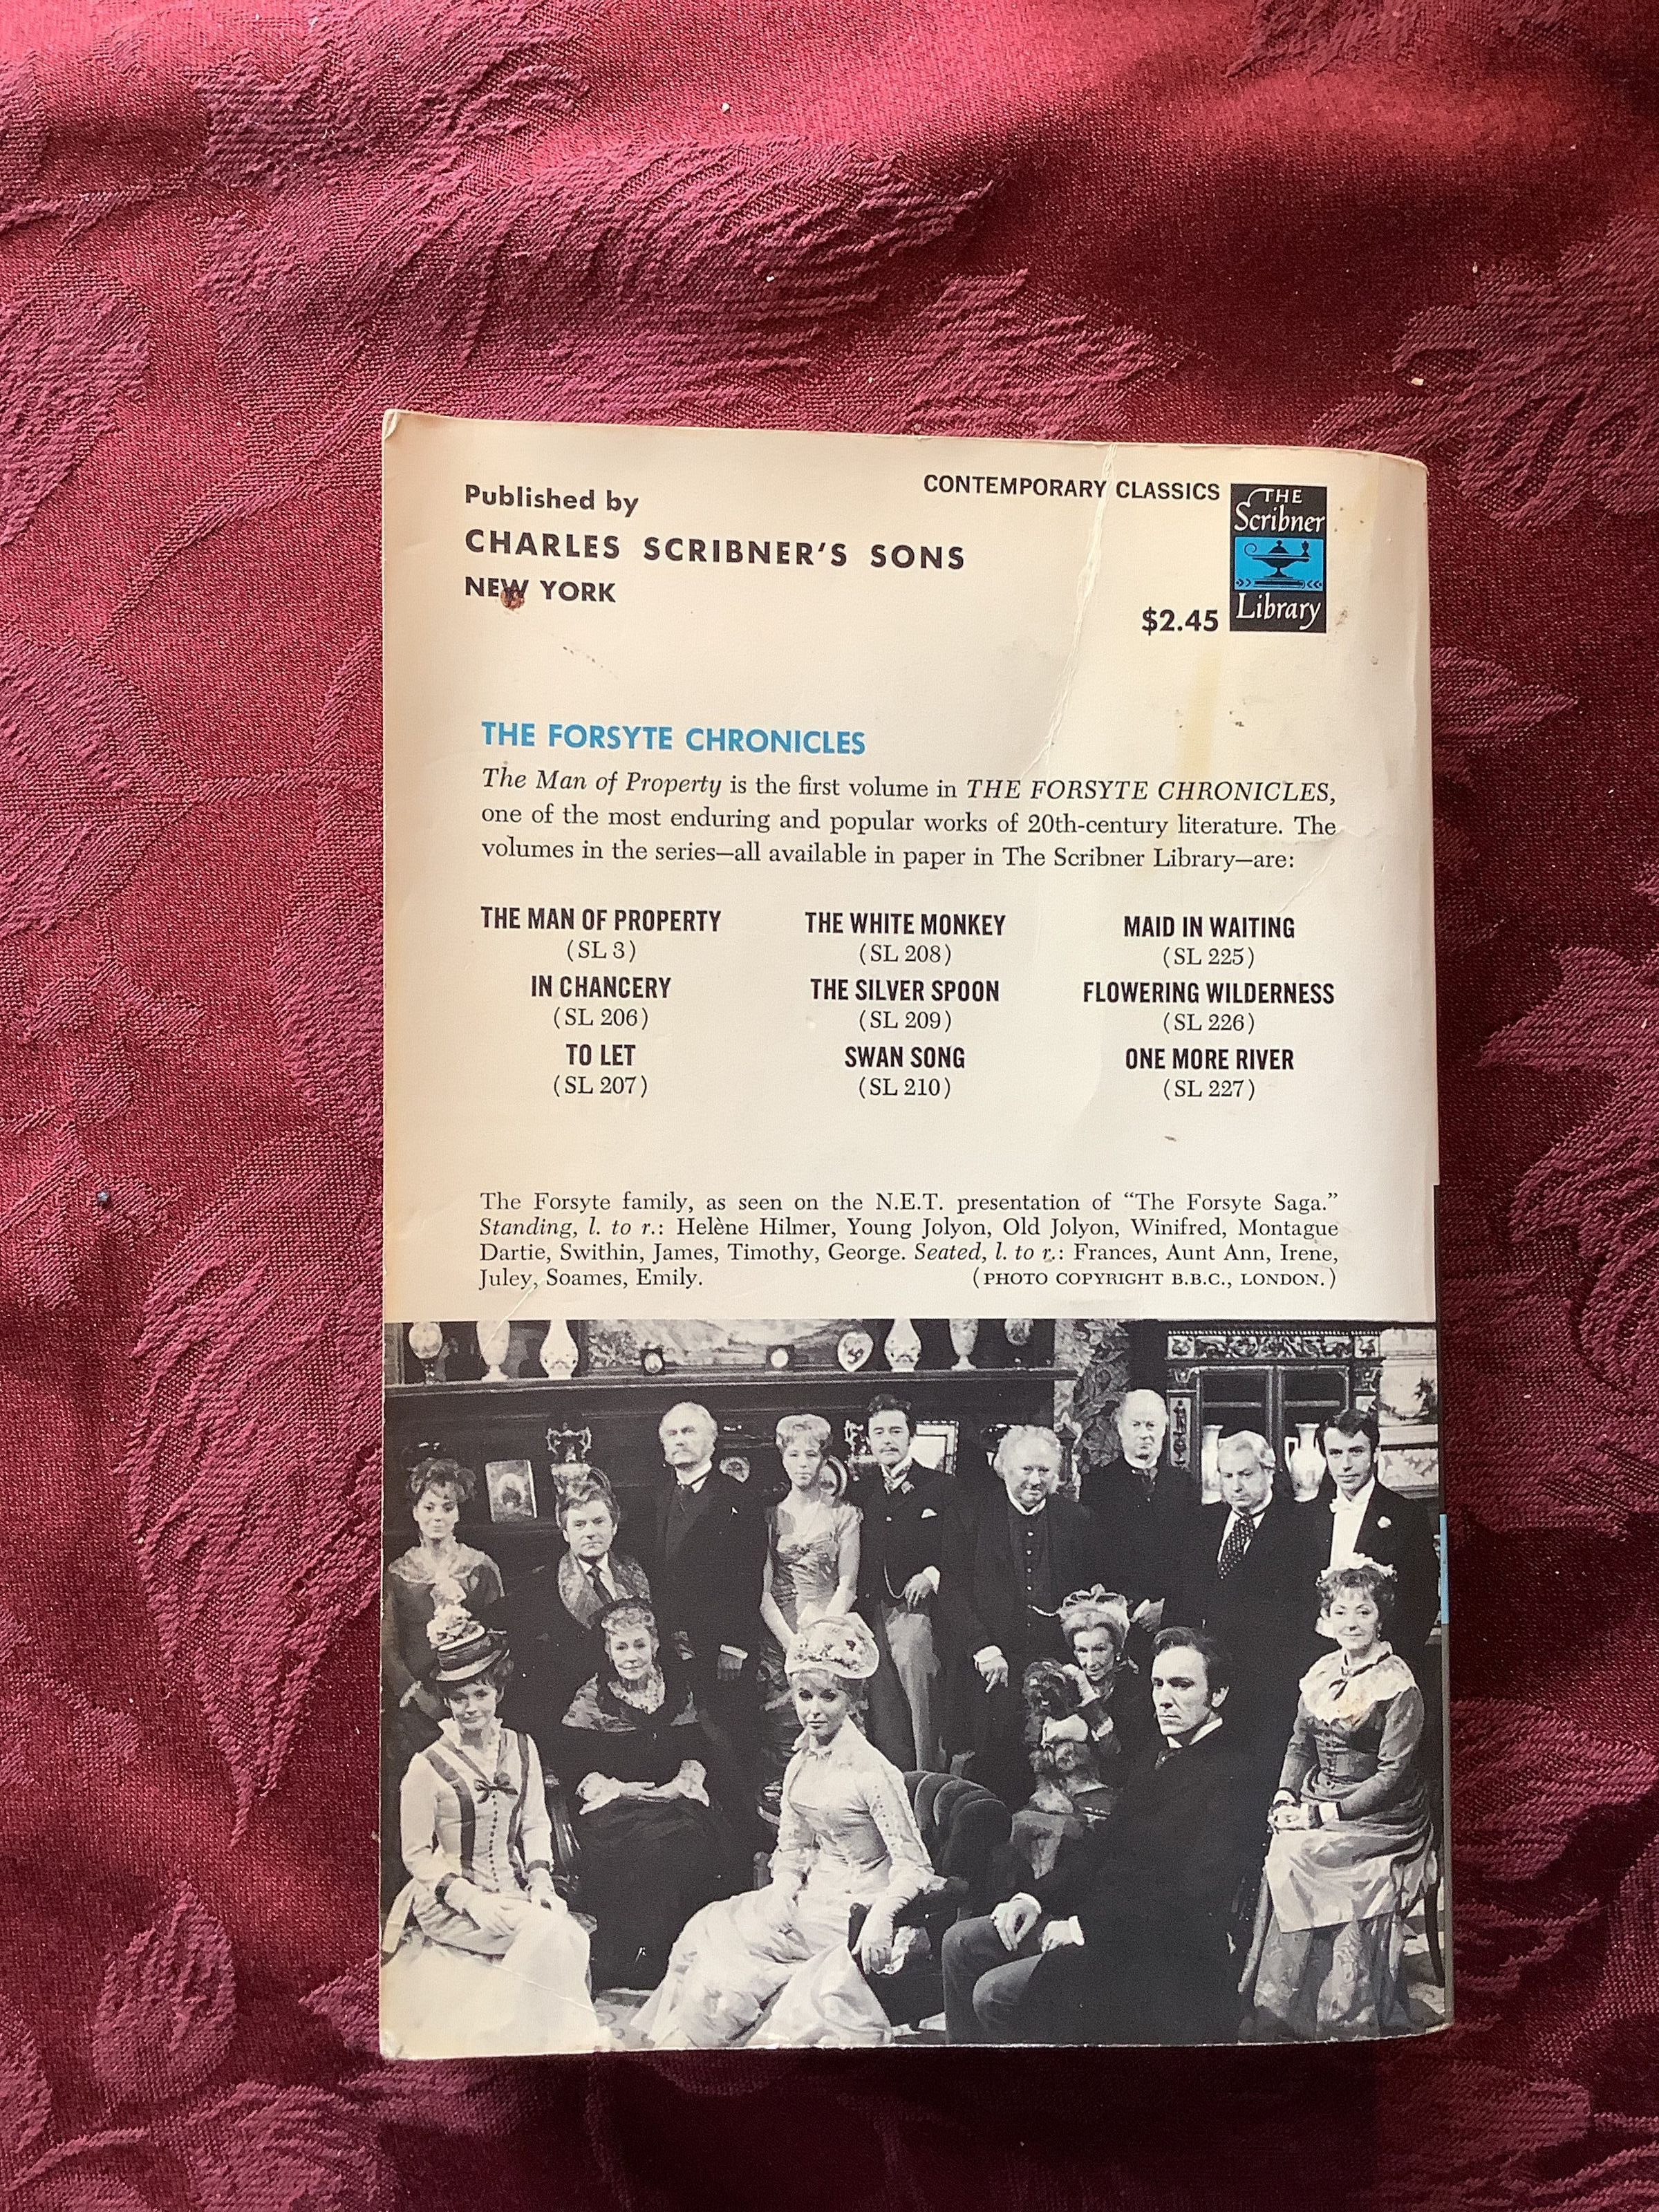 Published by
CHARLES SCRIBNER'S SONS
NEW YORK
CONTEMPORARY CLASSICS
THE
Scribner
Library
$2.45
THE FORSYTE CHRONICLES
The Man of Property is the first volume in THE FORSYTE CHRONICLES,
one of the most enduring and popular works of 20th-century literature. The
volumes in the series—all available in paper in The Scribner Library—are:
THE MAN OF PROPERTY
(SL 3)
IN CHANCERY
(SL 206)
TO LET
(SL 207)
THE WHITE MONKEY
(SL 208)
THE SILVER SPOON
(SL 209)
SWAN SONG
(SL 210)
MAID IN WAITING
(SL 225)
FLOWERING WILDERNESS
(SL 226)
ONE MORE RIVER
(SL 227)
The Forsyte family, as seen on the N.E.T. presentation of “The Forsyte Saga.”
Standing, l. to r.: Helène Hilmer, Young Jolyon, Old Jolyon, Winifred, Montague
Dartie, Swithin, James, Timothy, George. Seated, l. to r.: Frances, Aunt Ann, Irene,
Juley, Soames, Emily. (PHOTO COPYRIGHT B.B.C., LONDON.)